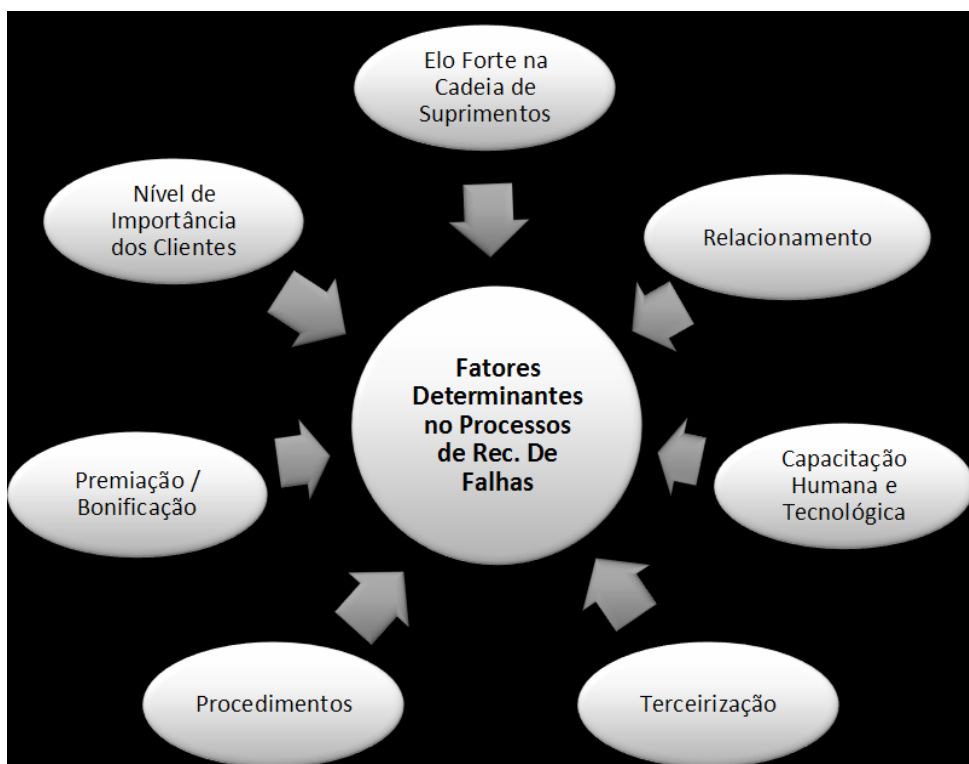 Elo Forte na
Cadeia de
Suprimentos
Nível de
Importância
dos Clientes
Relacionamento
Fatores
Determinantes
no Processos
de Rec. De
Falhas
Premiação /
Bonificação
Capacitação
Humana e
Tecnológica
Procedimentos
Terceirização